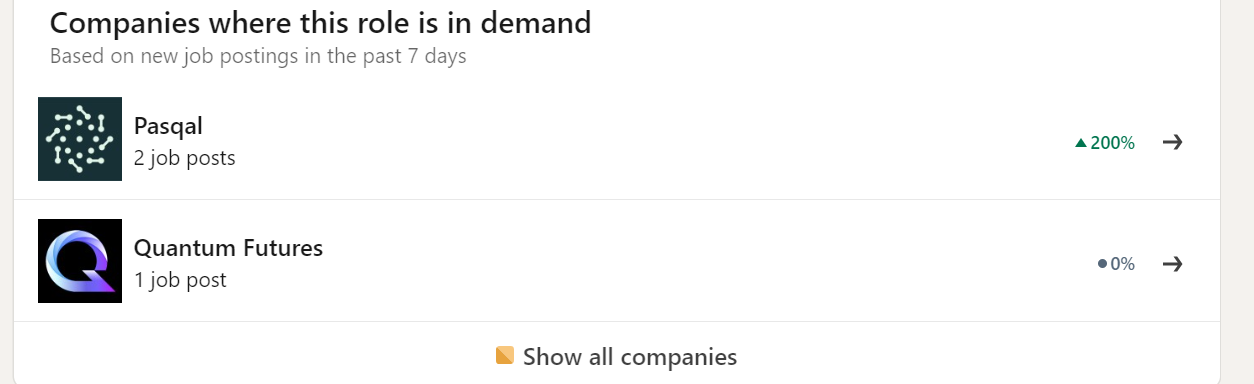 Companies where this role is in demand
Based on new job postings in the past 7 days
Pasqal
2 job posts
200%
Quantum Futures
1 job post
0%
Show all companies